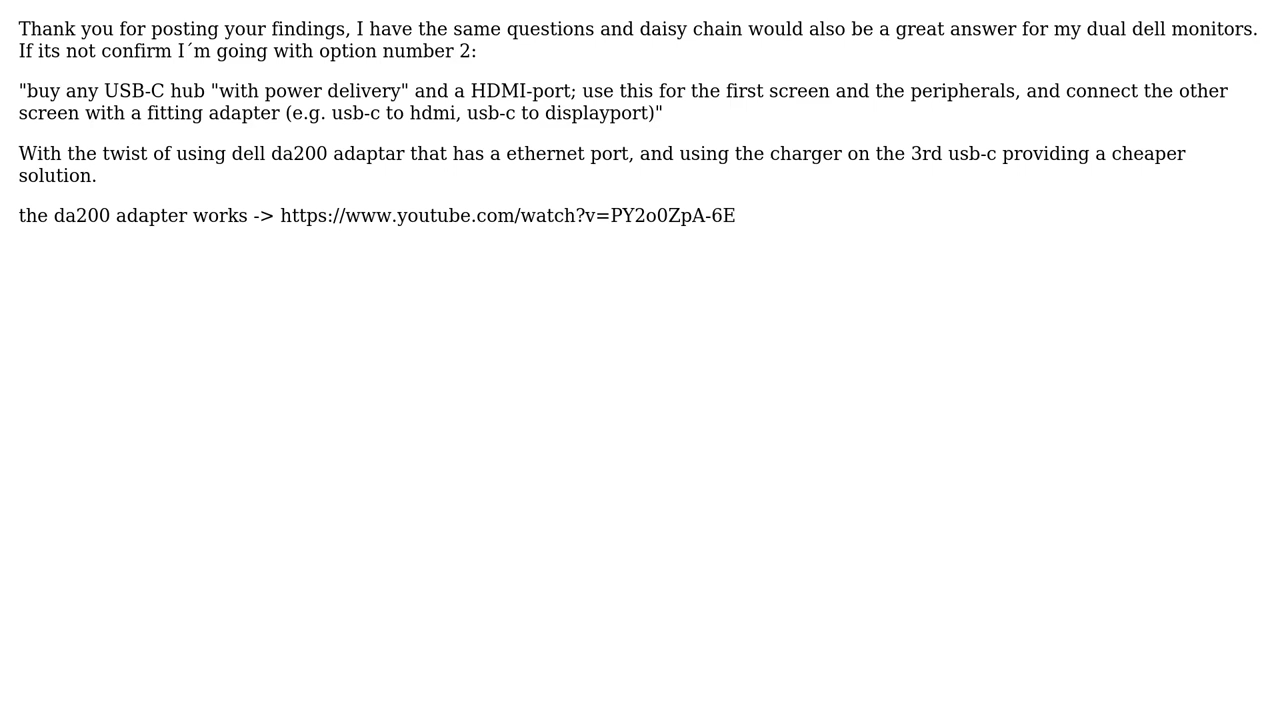 Thank you for posting your findings, I have the same questions and daisy chain would also be a great answer for my dual dell monitors.
If its not confirm I´m going with option number 2:
"buy any USB-C hub "with power delivery" and a HDMI-port; use this for the first screen and the peripherals, and connect the other
screen with a fitting adapter (e.g. usb-c to hdmi, usb-c to displayport)"
With the twist of using dell da200 adaptar that has a ethernet port, and using the charger on the 3rd usb-c providing a cheaper
solution.
the da200 adapter works -> https://www.youtube.com/watch?v=PY2o0ZpA-6E